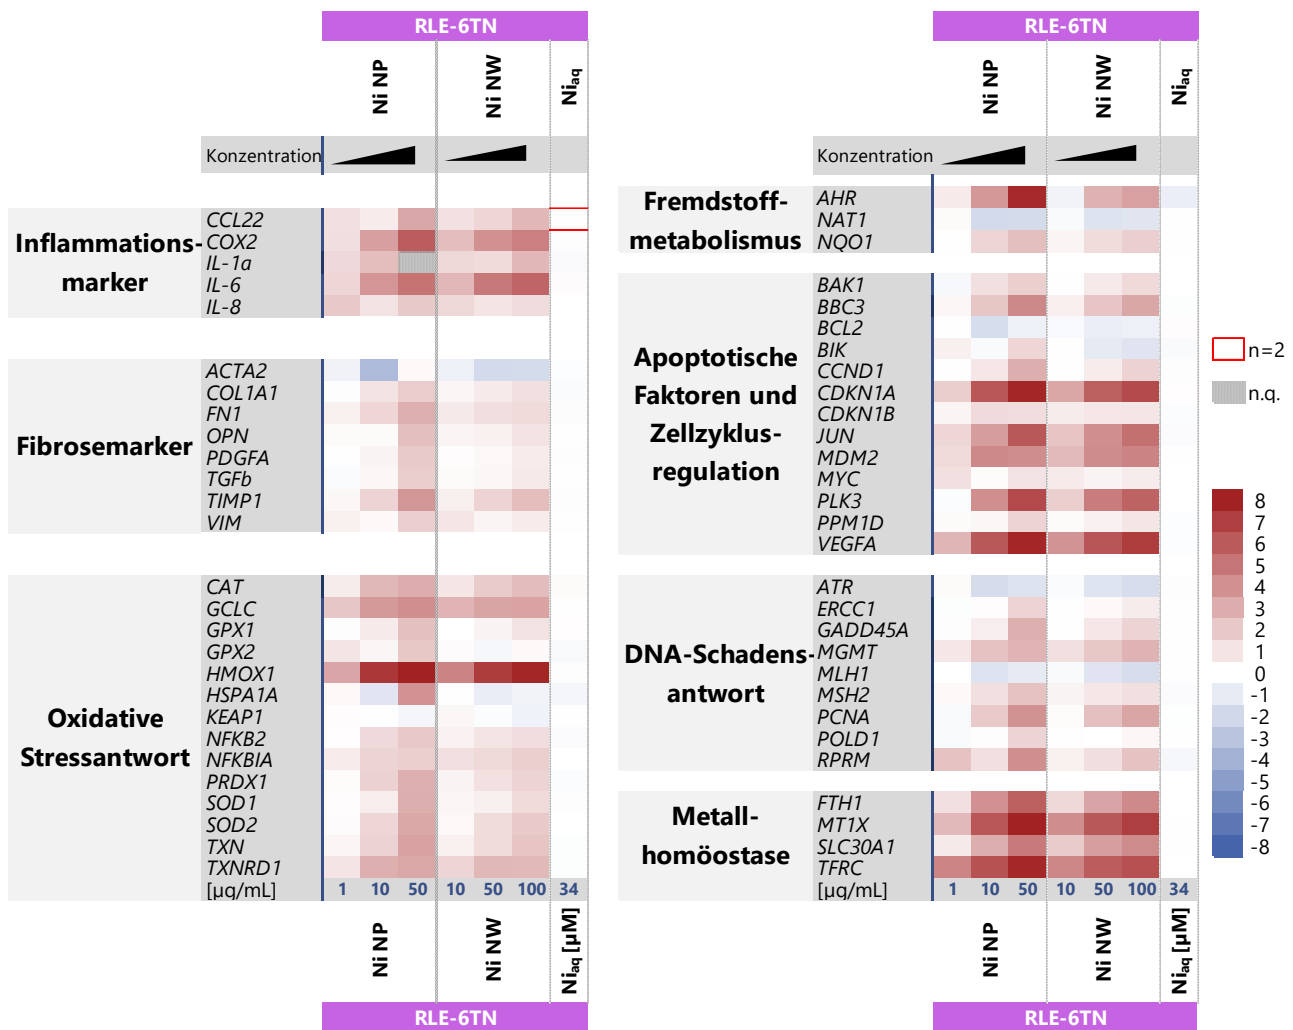 RLE-6TN
Ni NP
Ni NW
Niaq
Konzentration
Inflammations-
marker
CCL22
COX2
IL-1a
IL-6
IL-8
Fibrosemarker
ACTA2
COL1A1
FN1
OPN
PDGFA
TGFb
TIMP1
VIM
Oxidative
Stressantwort
CAT
GCLC
GPX1
GPX2
HMOX1
HSPA1A
KEAP1
NFKB2
NFKBIA
PRDX1
SOD1
SOD2
TXN
TXNRD1
[µg/mL] 1 10 50 10 50 100 34
Ni NP
Ni NW
Niaq [µM]
RLE-6TN
RLE-6TN
Ni NP
Ni NW
Niaq
Konzentration
Fremdstoff-
metabolismus
AHR
NAT1
NQO1
Apoptotische
Faktoren und
Zellzyklus-
regulation
BAK1
BBC3
BCL2
BIK
CCND1
CDKN1A
CDKN1B
JUN
MDM2
MYC
PLK3
PPM1D
VEGFA
DNA-Schadens-
antwort
ATR
ERCC1
GADD45A
MGMT
MLH1
MSH2
PCNA
POLD1
RPRM
Metall-
homöostase
FTH1
MT1X
SLC30A1
TFRC
[µg/mL] 1 10 50 10 50 100 34
Ni NP
Ni NW
Niaq [µM]
RLE-6TN
n=2
n.q.
8
7
6
5
4
3
2
1
0
-1
-2
-3
-4
-5
-6
-7
-8